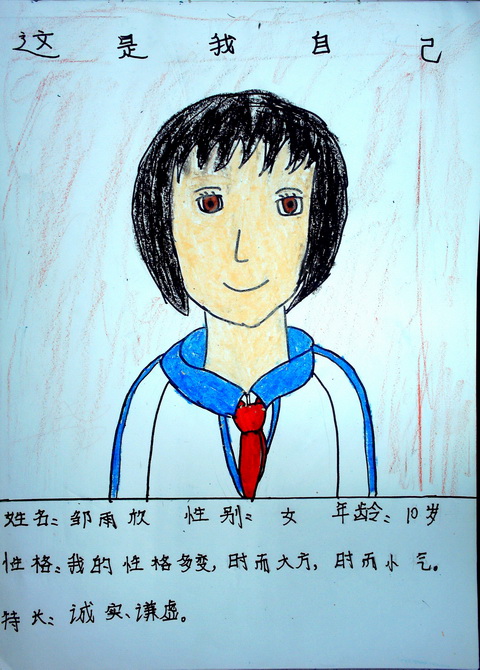 这是我自己
姓名：邹雨欣 性别：女 年龄：10岁
性格：我的性格多变，时而大方，时而小气。
特长：诚实、谦虚。